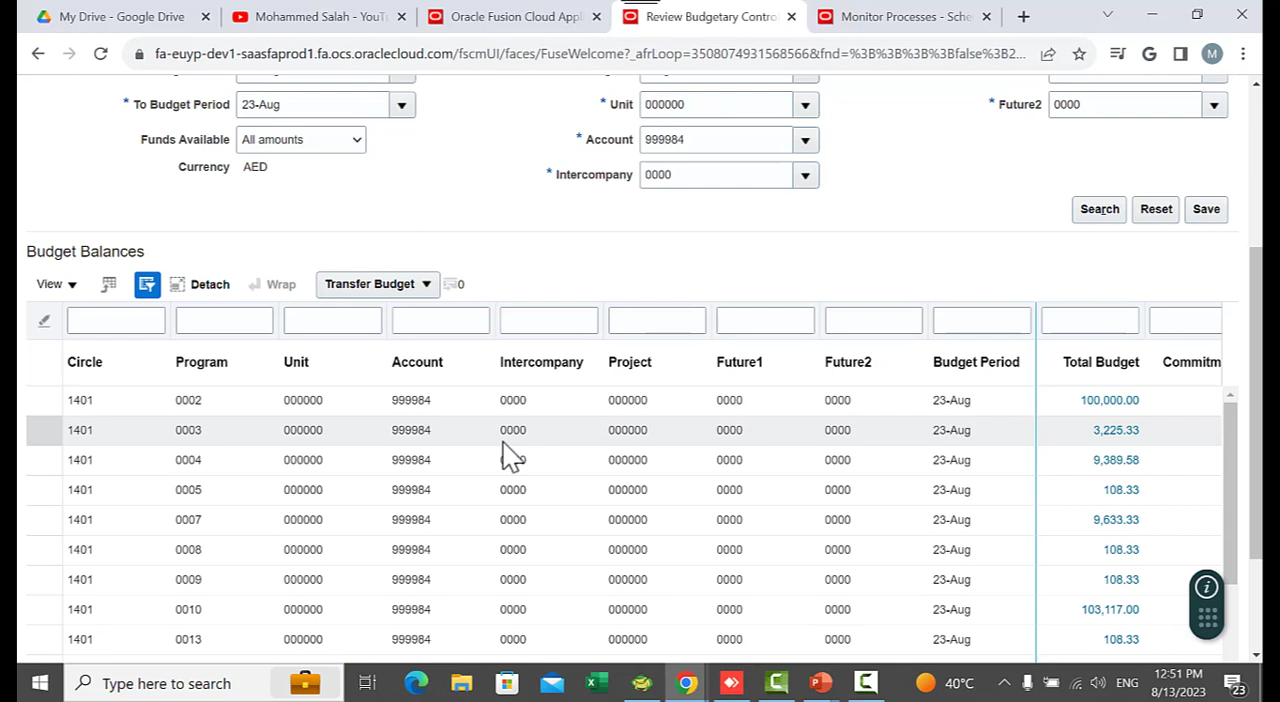 My Drive - Google Drive
Mohammed Salah - YouT
Oracle Fusion Cloud Appl
Review Budgetary Contro
Monitor Processes - Sche
fa-euyp-dev1-saasfaprod1.fa.ocs.oraclecloud.com/fscmUI/faces/FuseWelcome?_afrLoop=3508074931568566&fnd=%3B%3B%3B%3Bfalse%3B2...
M
* To Budget Period 23-Aug
* Unit 000000
* Future2 0000
Funds Available All amounts
* Account 999984
Currency AED
* Intercompany 0000
Search Reset Save
Budget Balances
View Detach Wrap Transfer Budget 0
Circle Program Unit Account Intercompany Project Future1 Future2 Budget Period Total Budget Commitm
1401 0002 000000 999984 0000 000000 0000 0000 23-Aug 100,000.00
1401 0003 000000 999984 0000 000000 0000 0000 23-Aug 3,225.33
1401 0004 000000 999984 0000 000000 0000 0000 23-Aug 9,389.58
1401 0005 000000 999984 0000 000000 0000 0000 23-Aug 108.33
1401 0007 000000 999984 0000 000000 0000 0000 23-Aug 9,633.33
1401 0008 000000 999984 0000 000000 0000 0000 23-Aug 108.33
1401 0009 000000 999984 0000 000000 0000 0000 23-Aug 108.33
1401 0010 000000 999984 0000 000000 0000 0000 23-Aug 103,117.00
1401 0013 000000 999984 0000 000000 0000 0000 23-Aug 108.33
Type here to search
40°C
ENG
12:51 PM
8/13/2023
23